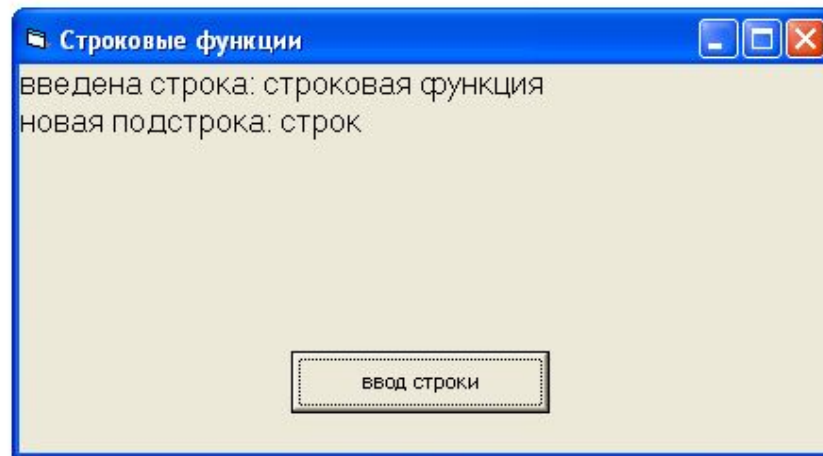 Строковые функции
введена строка: строковая функция
новая подстрока: строк
ввод строки